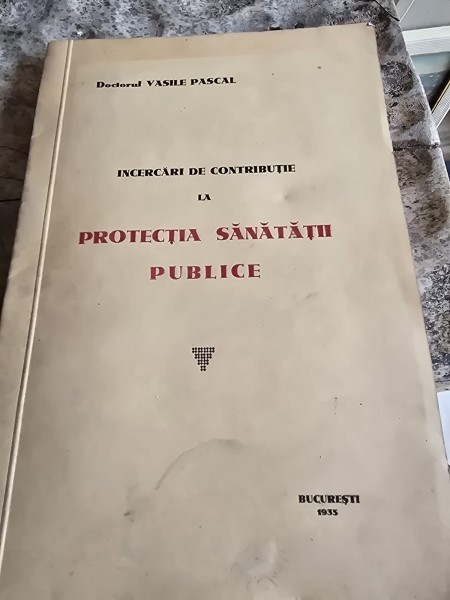 Doctorul VASILE PASCAL
INCERCĂRI DE CONTRIBUȚIE
LA
PROTECȚIA SĂNĂTĂȚII
PUBLICE
BUCUREȘTI
1935